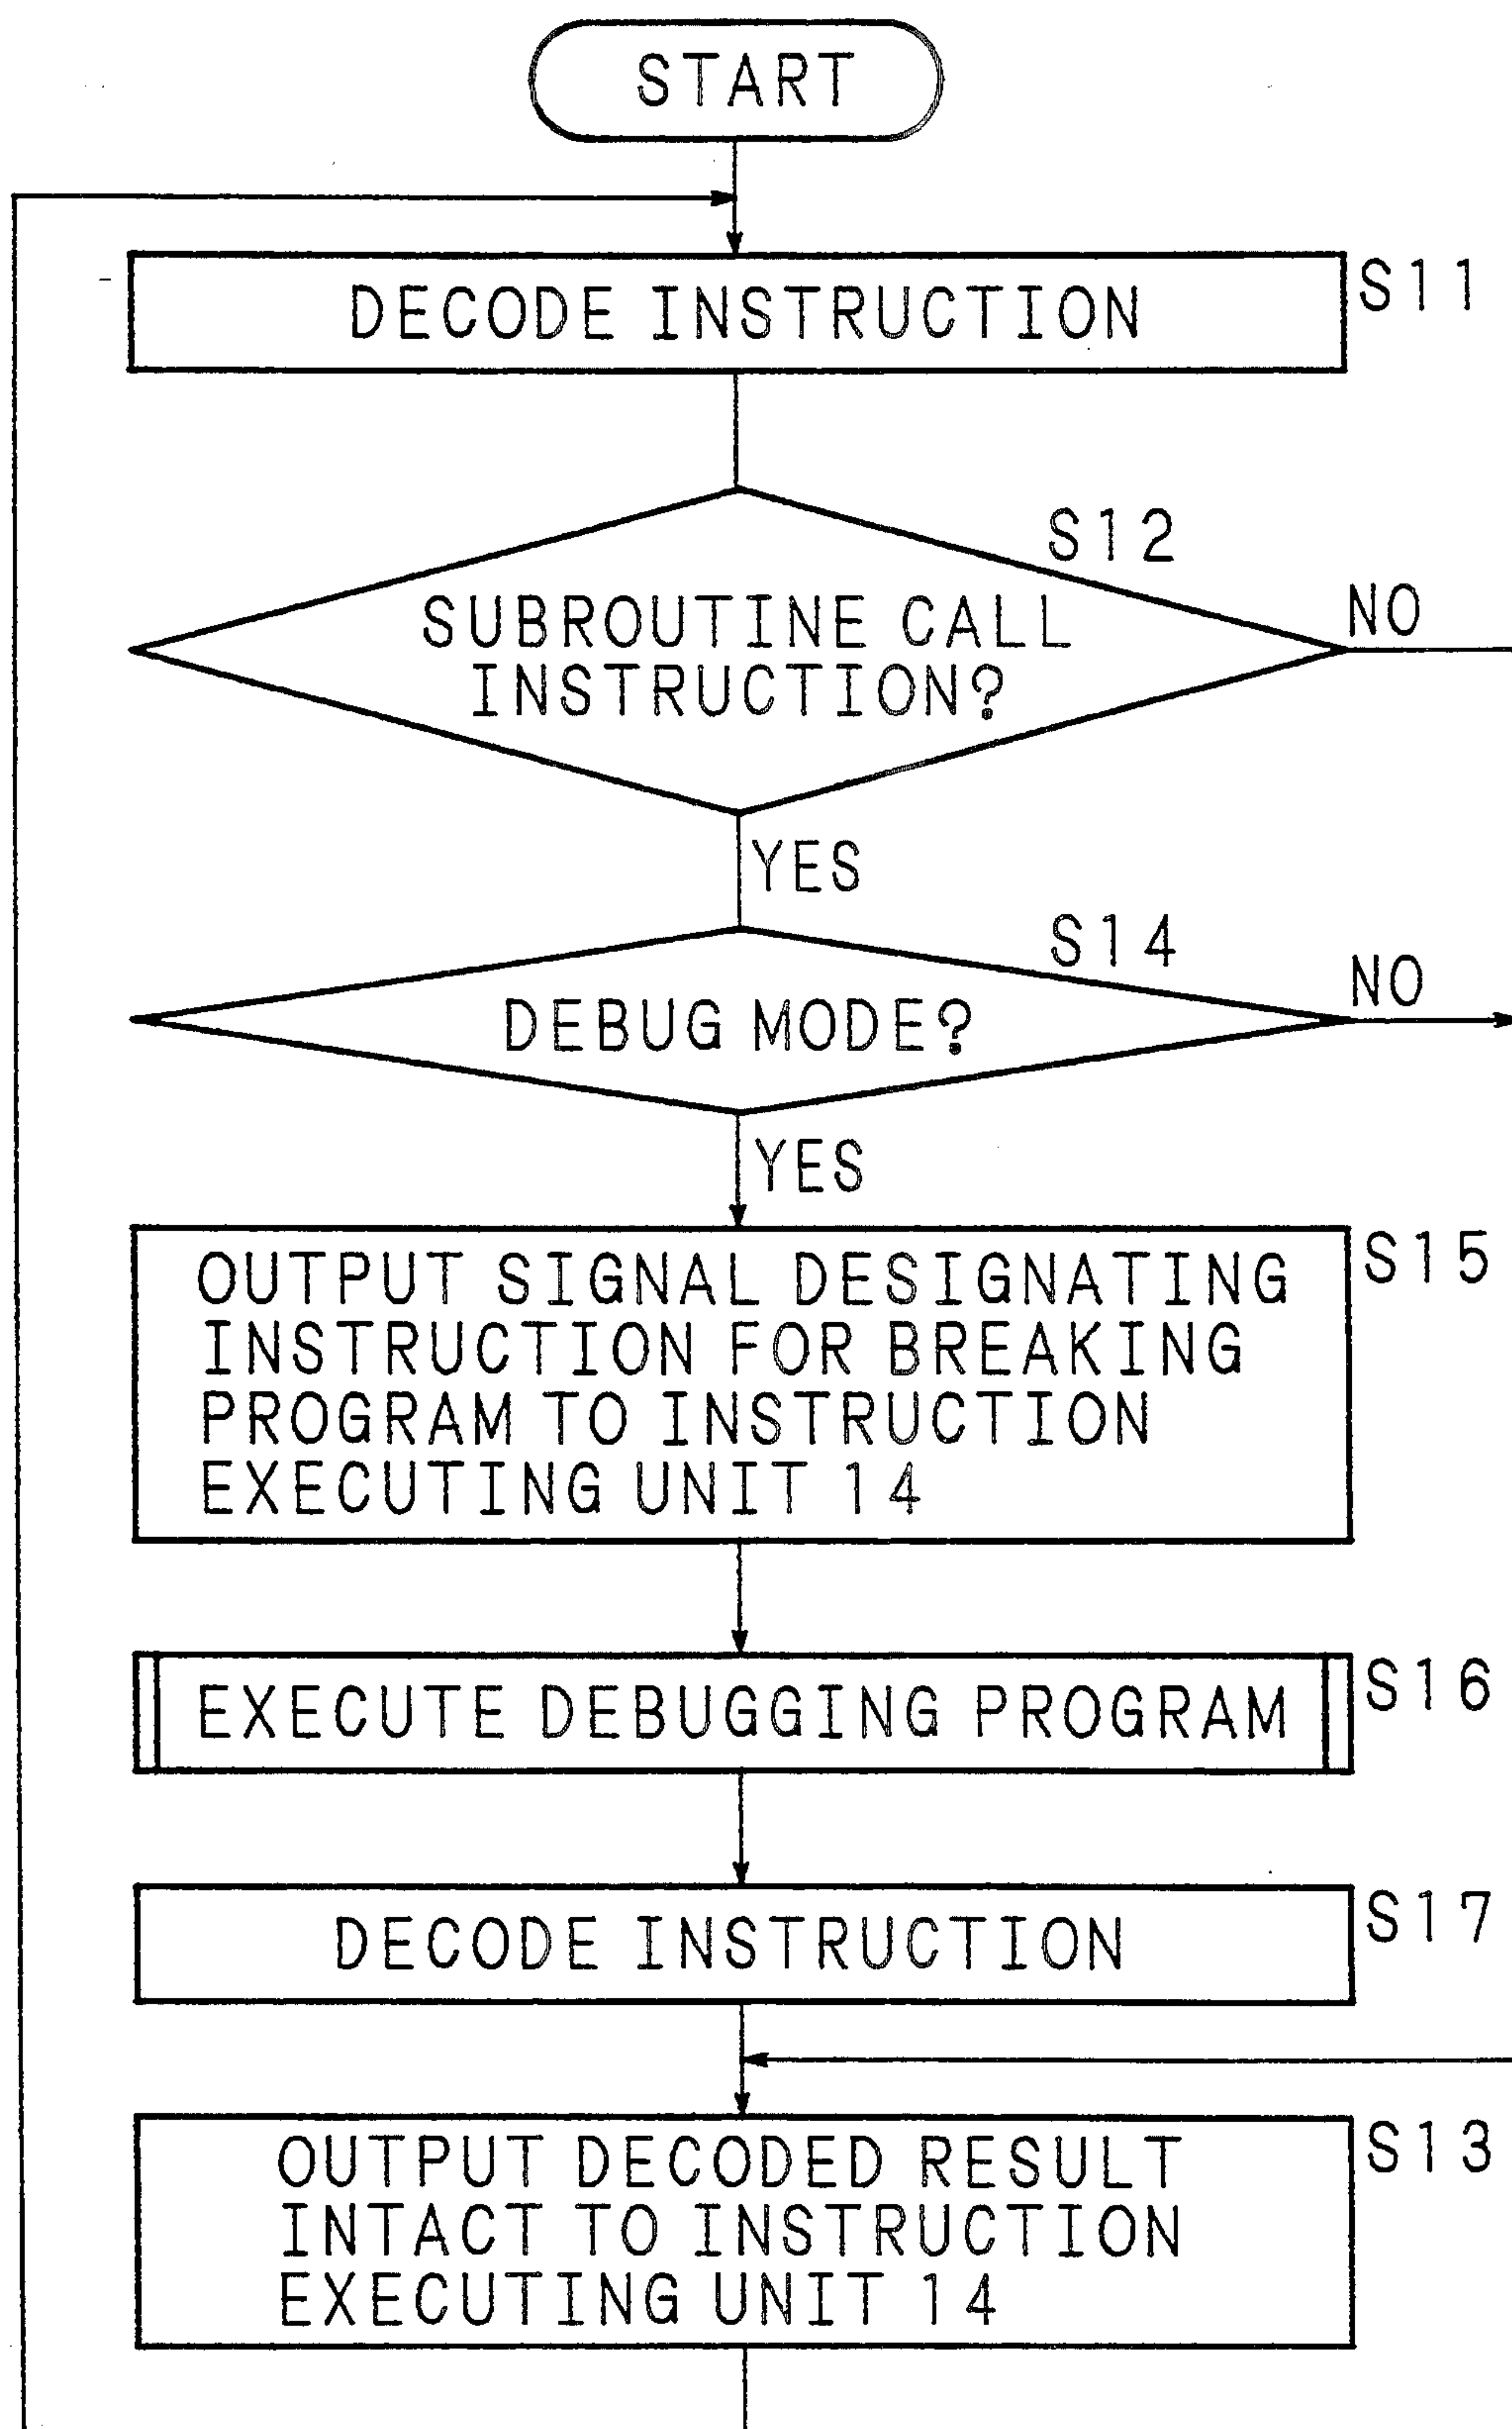 START
DECODE INSTRUCTION
S11
S12
SUBROUTINE CALL
INSTRUCTION?
NO
YES
S14
DEBUG MODE?
NO
YES
OUTPUT SIGNAL DESIGNATING
INSTRUCTION FOR BREAKING
PROGRAM TO INSTRUCTION
EXECUTING UNIT 14
S15
EXECUTE DEBUGGING PROGRAM
S16
DECODE INSTRUCTION
S17
OUTPUT DECODED RESULT
INTACT TO INSTRUCTION
EXECUTING UNIT 14
S13